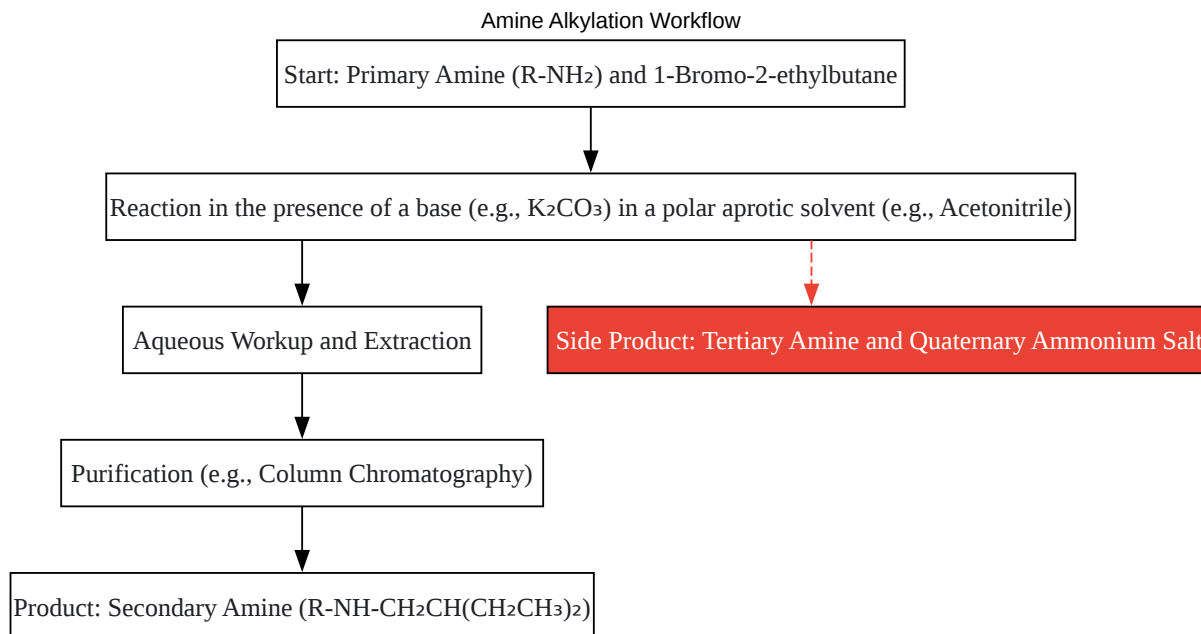 Amine Alkylation Workflow
Start: Primary Amine (R-NH₂) and 1-Bromo-2-ethylbutane
Reaction in the presence of a base (e.g., K₂CO₃) in a polar aprotic solvent (e.g., Acetonitrile)
Aqueous Workup and Extraction
Side Product: Tertiary Amine and Quaternary Ammonium Salt
Purification (e.g., Column Chromatography)
Product: Secondary Amine (R-NH-CH₂CH(CH₂CH₃)₂)